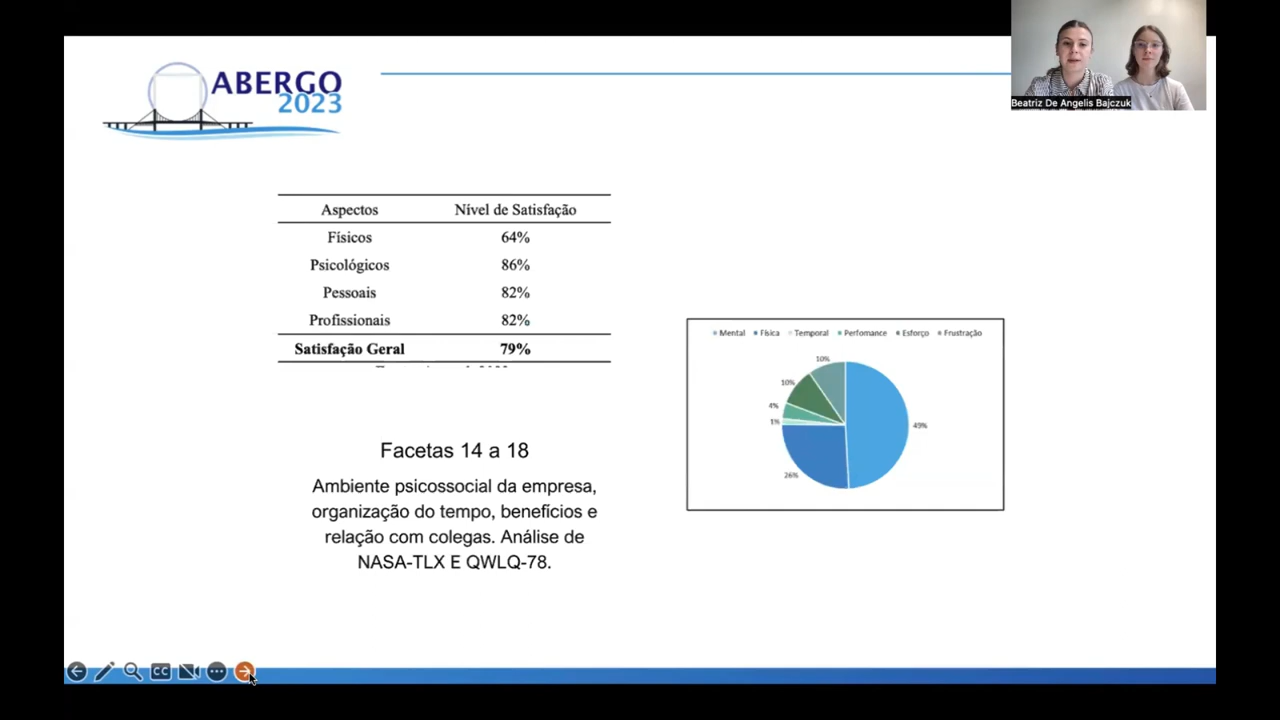 ABERGO
2023
Beatriz De Angelis Bajczuk
Aspectos Nível de Satisfação
Físicos 64%
Psicológicos 86%
Pessoais 82%
Profissionais 82%
Satisfação Geral 79%
Mental Física Temporal Perfomance Esforço Frustração
10%
10%
4%
1%
49%
26%
Facetas 14 a 18
Ambiente psicossocial da empresa,
organização do tempo, benefícios e
relação com colegas. Análise de
NASA-TLX E QWLQ-78.
CC